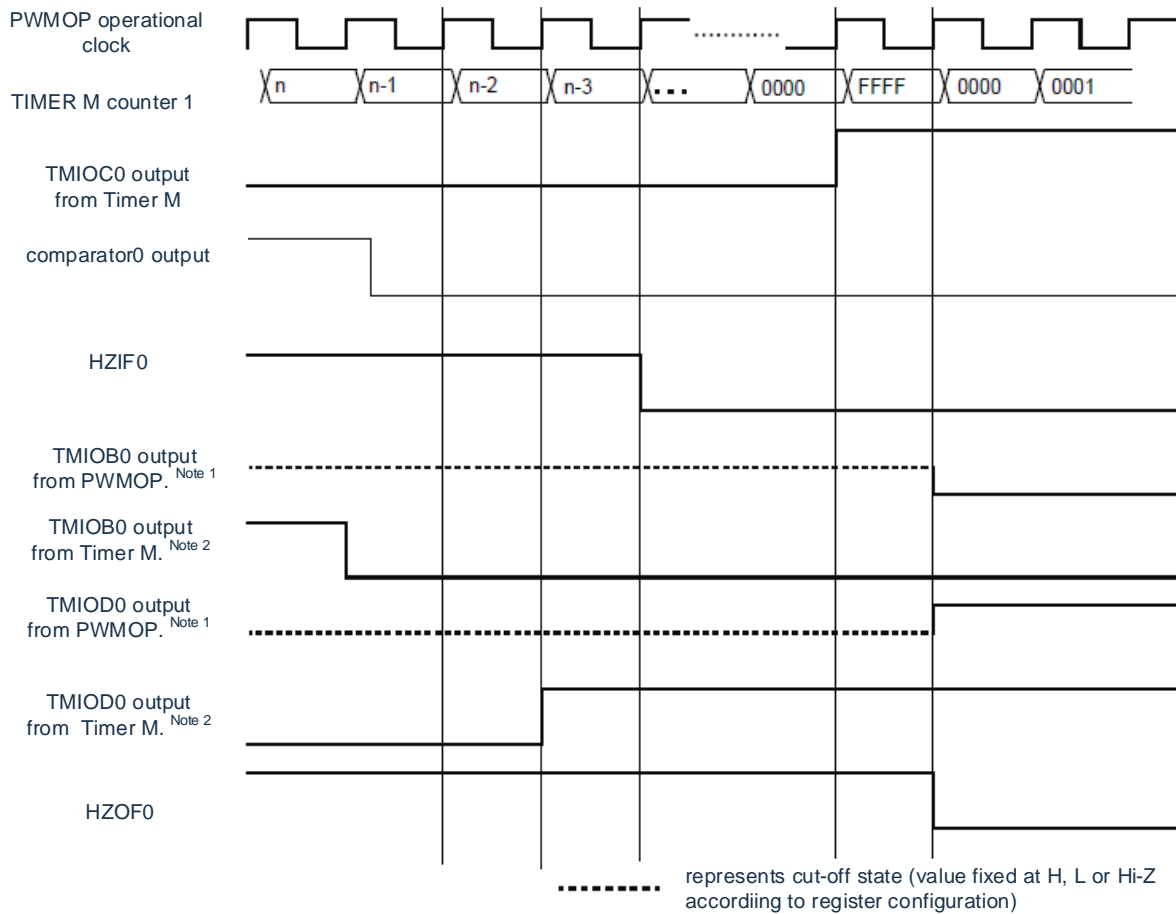 PWMOP operational
clock
TIMER M counter 1
n
n-1
n-2
n-3
...
0000
FFFF
0000
0001
TMIOC0 output
from Timer M
comparator0 output
HZIF0
TMIOB0 output
from PWMOP. Note 1
TMIOB0 output
from Timer M. Note 2
TMIOD0 output
from PWMOP. Note 1
TMIOD0 output
from Timer M. Note 2
HZOF0
represents cut-off state (value fixed at H, L or Hi-Z
accordiing to register configuration)